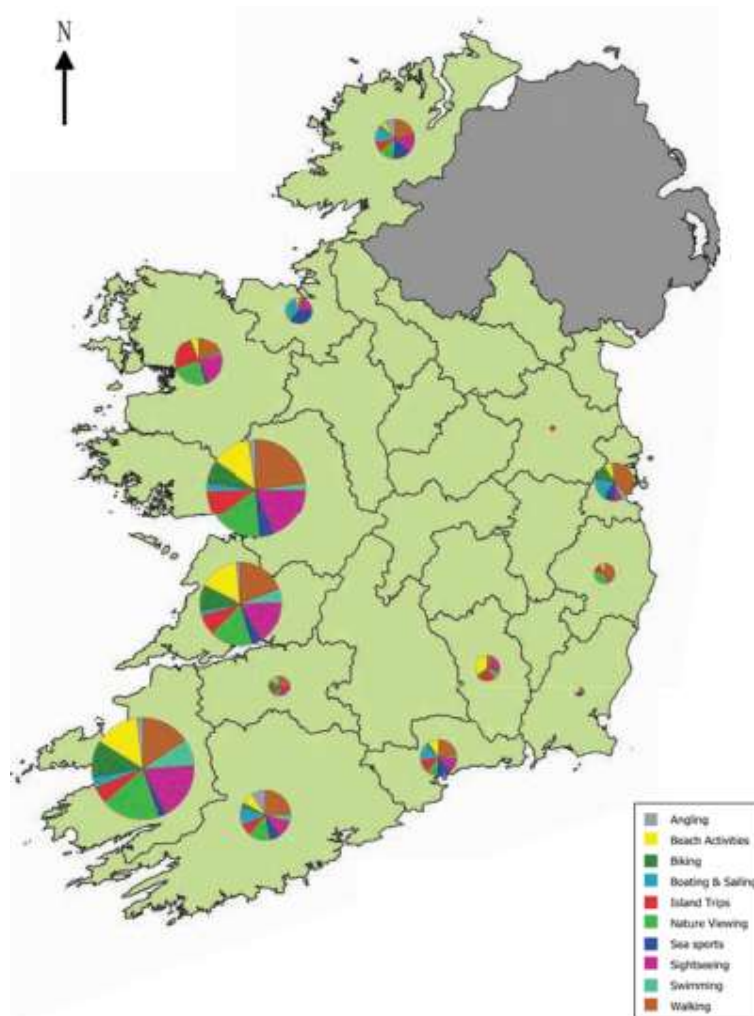 N
Angling
Beach Activities
Biking
Boating & Sailing
Island Trips
Nature Viewing
Sea sports
Sightseeing
Swimming
Walking